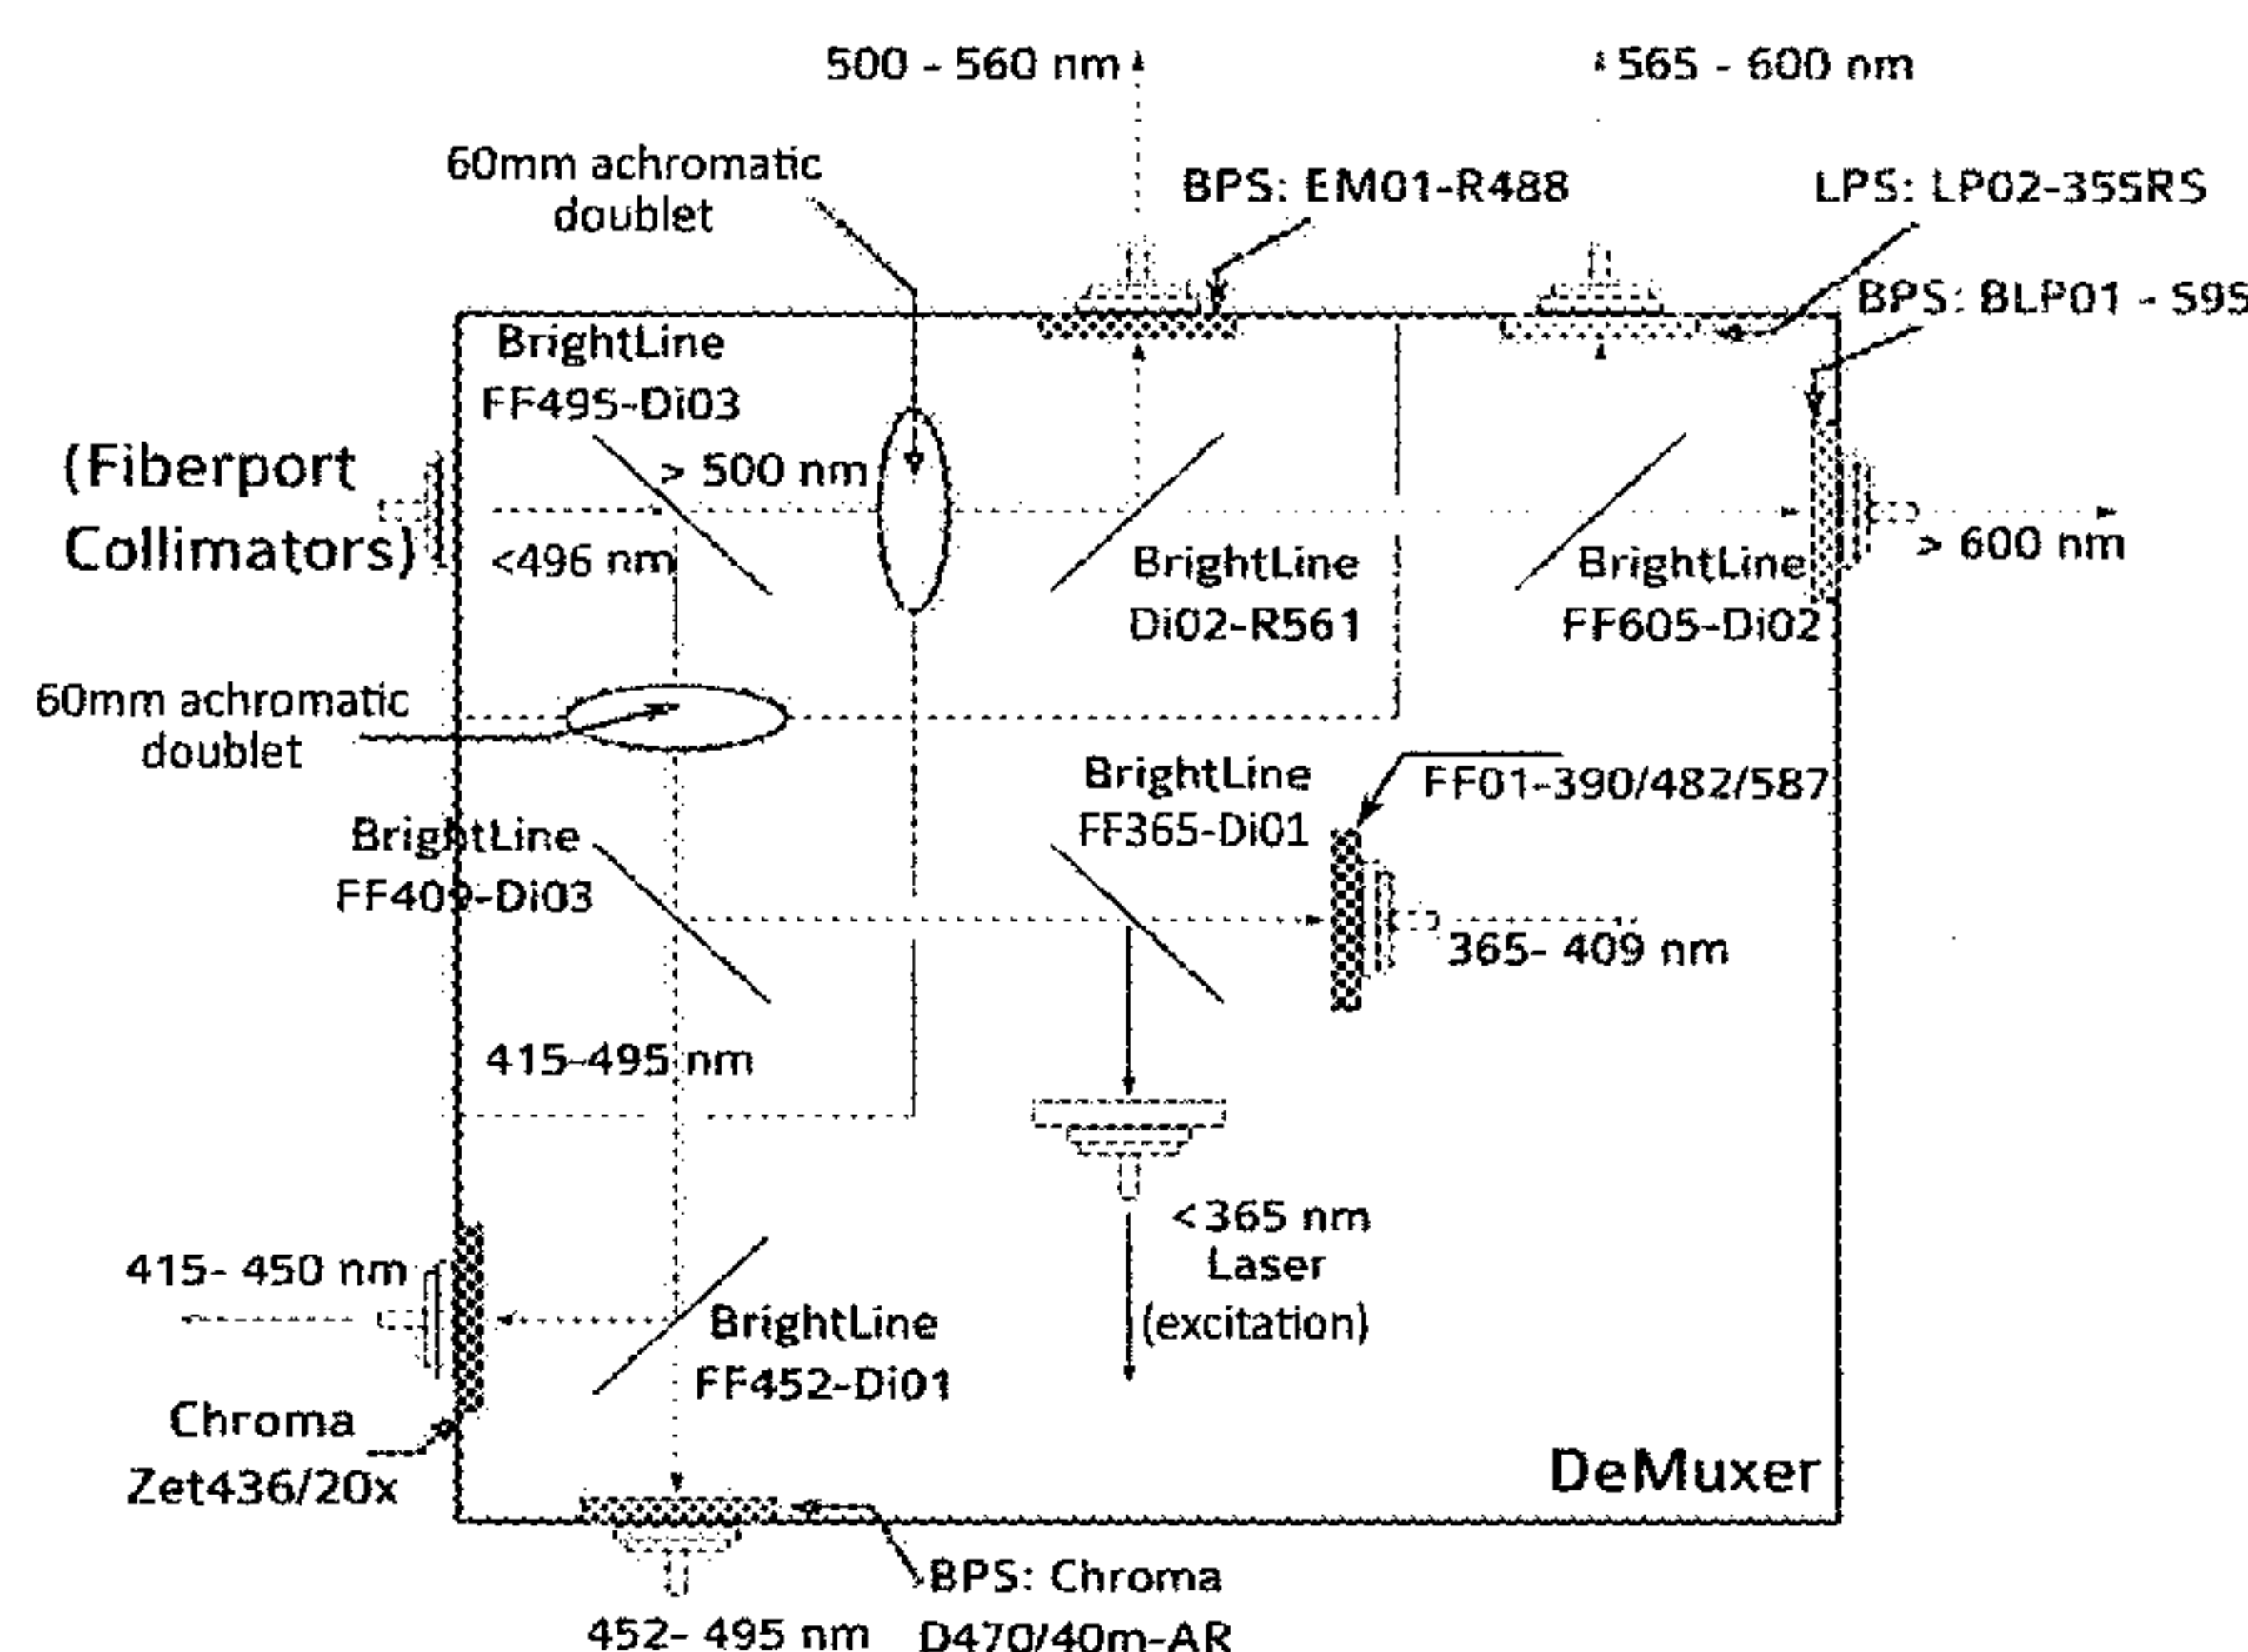 500 - 560 nm
565 - 600 nm
60mm achromatic
doublet
BPS: EM01-R488
LPS: LP02-355RS
BPS: BLP01 - 595
BrightLine
FF495-Di03
(Fiberport
Collimators)
> 500 nm
<496 nm
BrightLine
Di02-R561
BrightLine
FF605-Di02
> 600 nm
60mm achromatic
doublet
BrightLine
FF409-Di03
BrightLine
FF365-Di01
FF01-390/482/587
365- 409 nm
415-495 nm
<365 nm
Laser
(excitation)
415- 450 nm
BrightLine
FF452-Di01
Chroma
Zet436/20x
DeMuxer
BPS: Chroma
D470/40m-AR
452- 495 nm